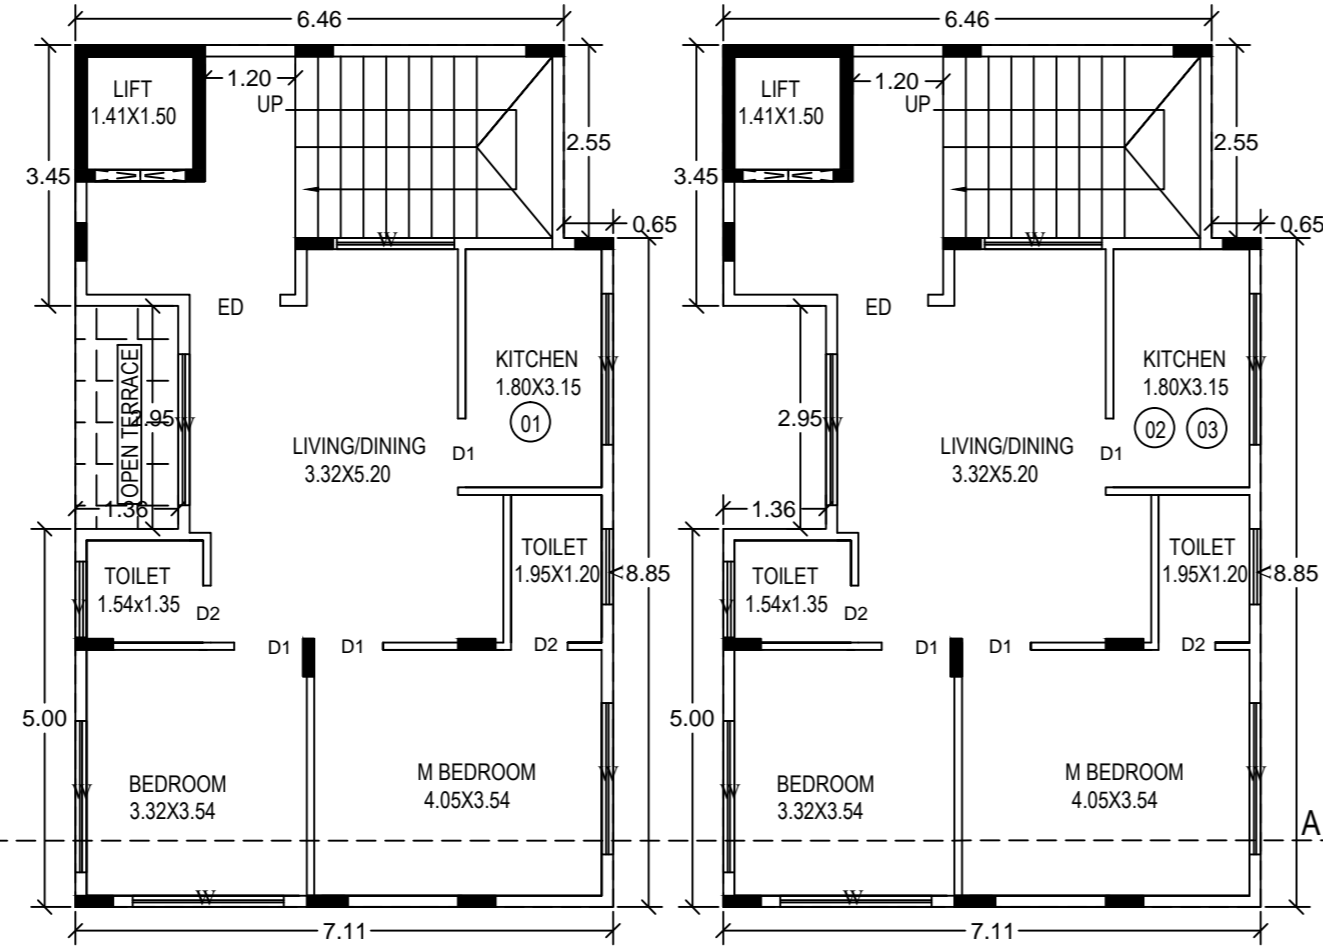 6.46
LIFT
1.41X1.50
1.20
UP
2.55
3.45
0.65
W
ED
OPEN TERRACE
2.95
W
1.36
KITCHEN
1.80X3.15
01
W
LIVING/DINING
3.32X5.20
D1
TOILET
1.54x1.35
W
D2
TOILET
1.95X1.20
8.85
D1
D1
D2
5.00
BEDROOM
3.32X3.54
W
M BEDROOM
4.05X3.54
W
W
7.11
6.46
LIFT
1.41X1.50
1.20
UP
2.55
3.45
0.65
W
ED
2.95
W
1.36
KITCHEN
1.80X3.15
02
03
W
LIVING/DINING
3.32X5.20
D1
TOILET
1.54x1.35
W
D2
TOILET
1.95X1.20
8.85
D1
D1
D2
5.00
BEDROOM
3.32X3.54
W
M BEDROOM
4.05X3.54
W
A
W
7.11